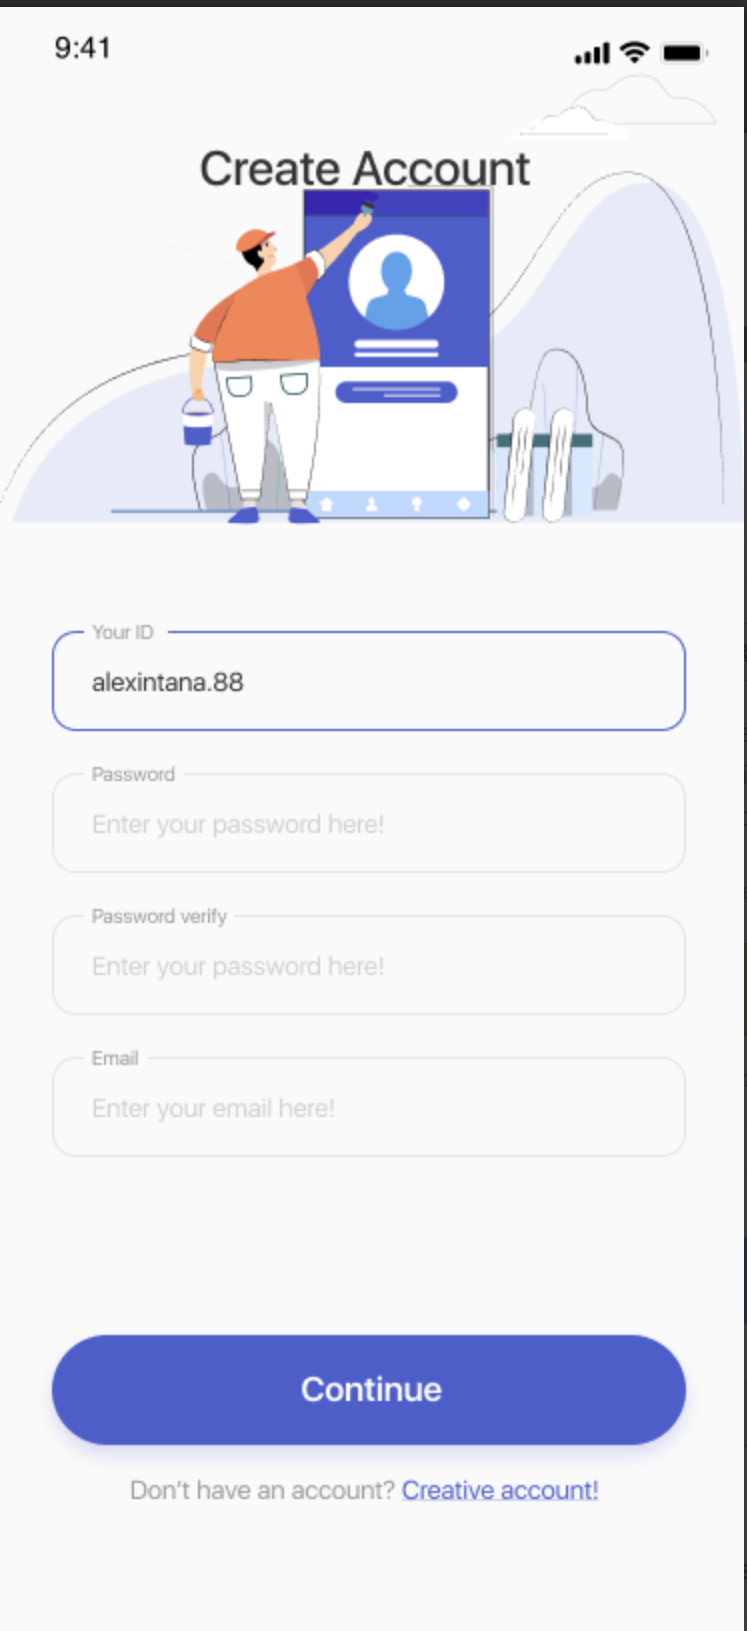 9:41
Create Account
Your ID
alexintana.88
Password
Enter your password here!
Password verify
Enter your password here!
Email
Enter your email here!
Continue
Don't have an account? Creative account!